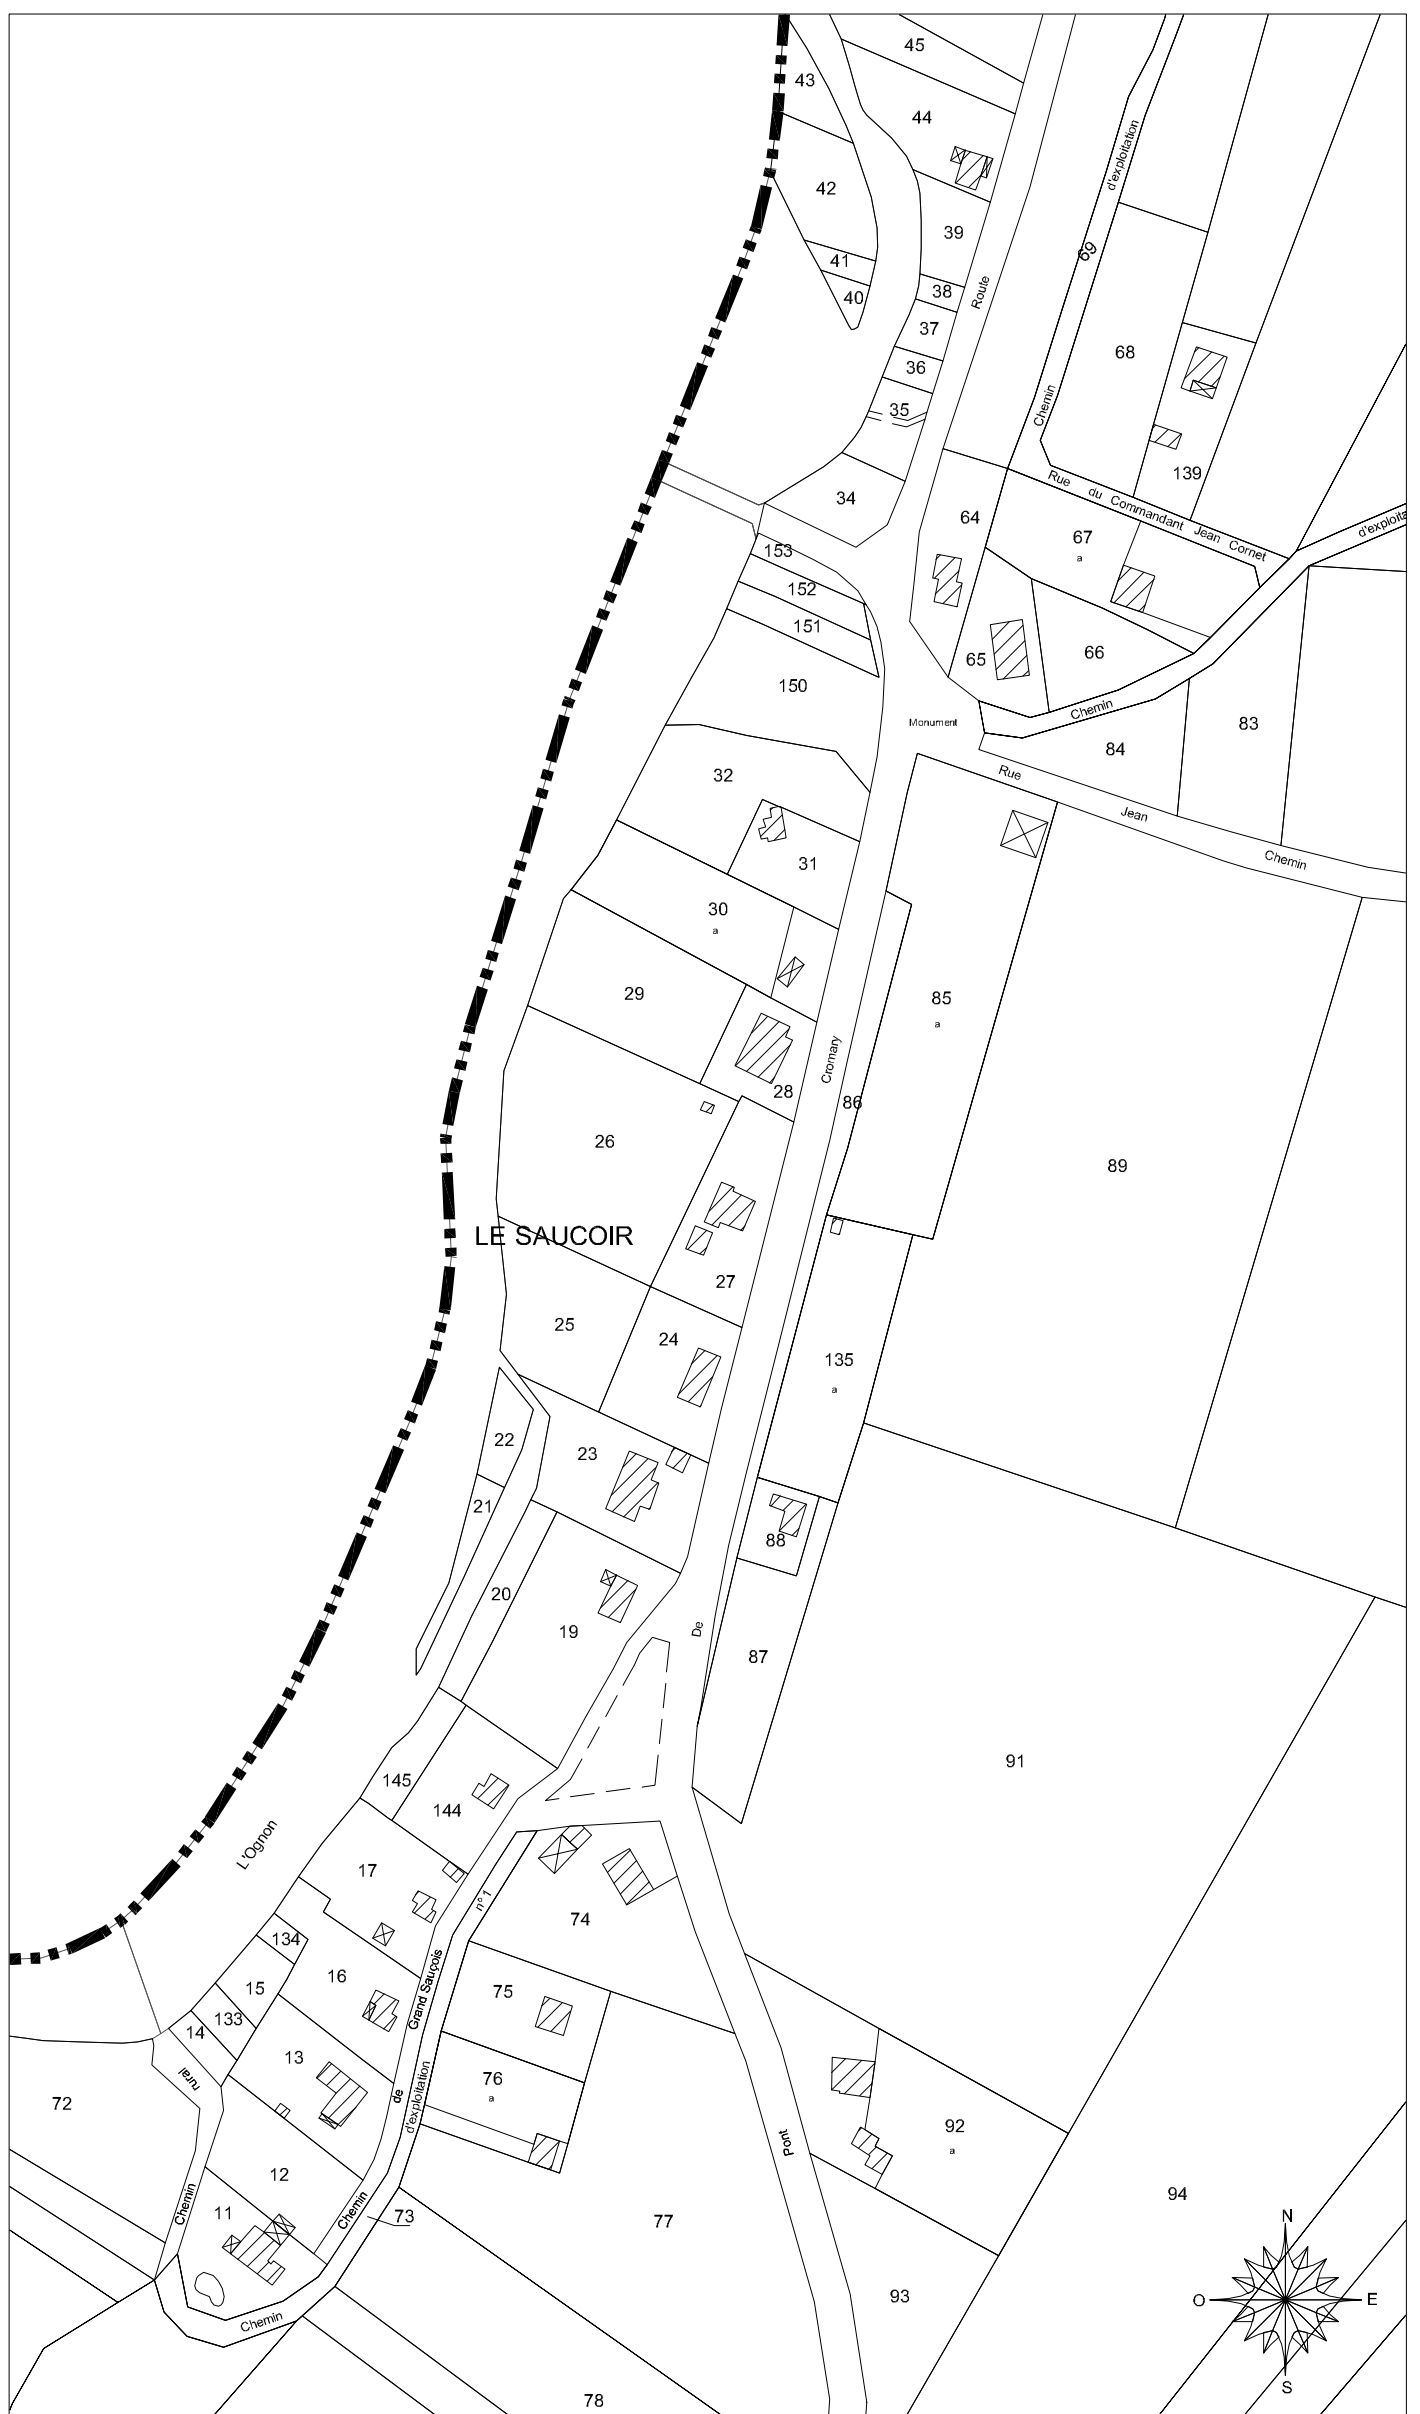 45
43
44
42
39
41
40
38
37
36
35
34
Route
d'exploitation
69
68
Chemin
139
Rue du Commandant Jean Cornet
d'exploita
64
67
a
153
152
151
150
65
66
Chemin
Monument
84
83
Rue Jean
Chemin
32
31
30
a
29
28
85
a
Cromary
86
26
89
LE SAUCOIR
27
25
24
135
a
22
23
21
88
20
19
De
87
91
145
144
L'Ognon
17
n° 1
74
134
16
15
133
14
Grand Sauçois
75
13
rural
72
de
d'exploitation
76
a
Pont
92
a
12
11
Chemin
Chemin
73
77
94
N
O
E
S
93
Chemin
78